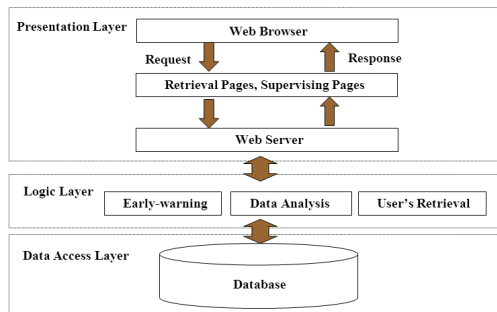 Presentation Layer
Web Browser
Request
Response
Retrieval Pages, Supervising Pages
Web Server
Logic Layer
Early-warning
Data Analysis
User's Retrieval
Data Access Layer
Database